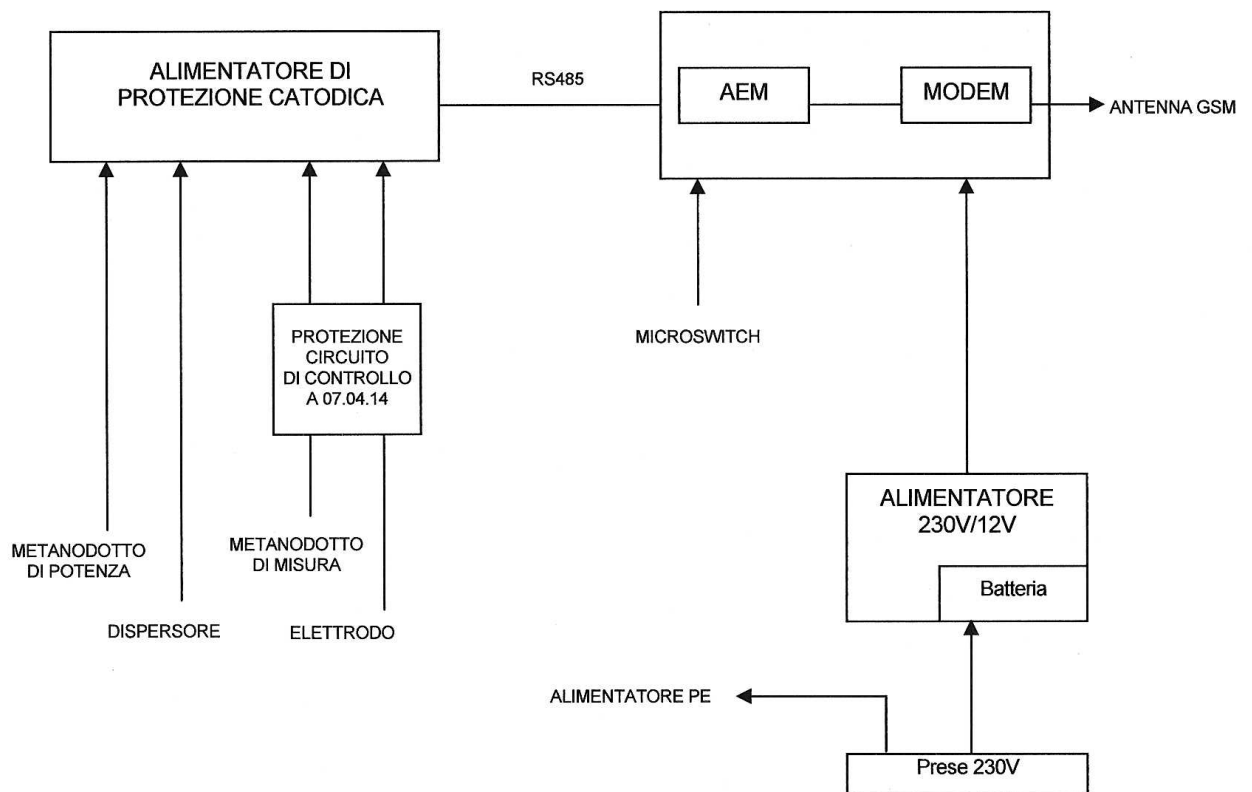 ALIMENTATORE DI
PROTEZIONE CATODICA
RS485
AEM
MODEM
ANTENNA GSM
PROTEZIONE
CIRCUITO
DI CONTROLLO
A 07.04.14
MICROSWITCH
METANODOTTO
DI POTENZA
METANODOTTO
DI MISURA
DISPERSORE
ELETTRODO
ALIMENTATORE
230V/12V
Batteria
ALIMENTATORE PE
Prese 230V